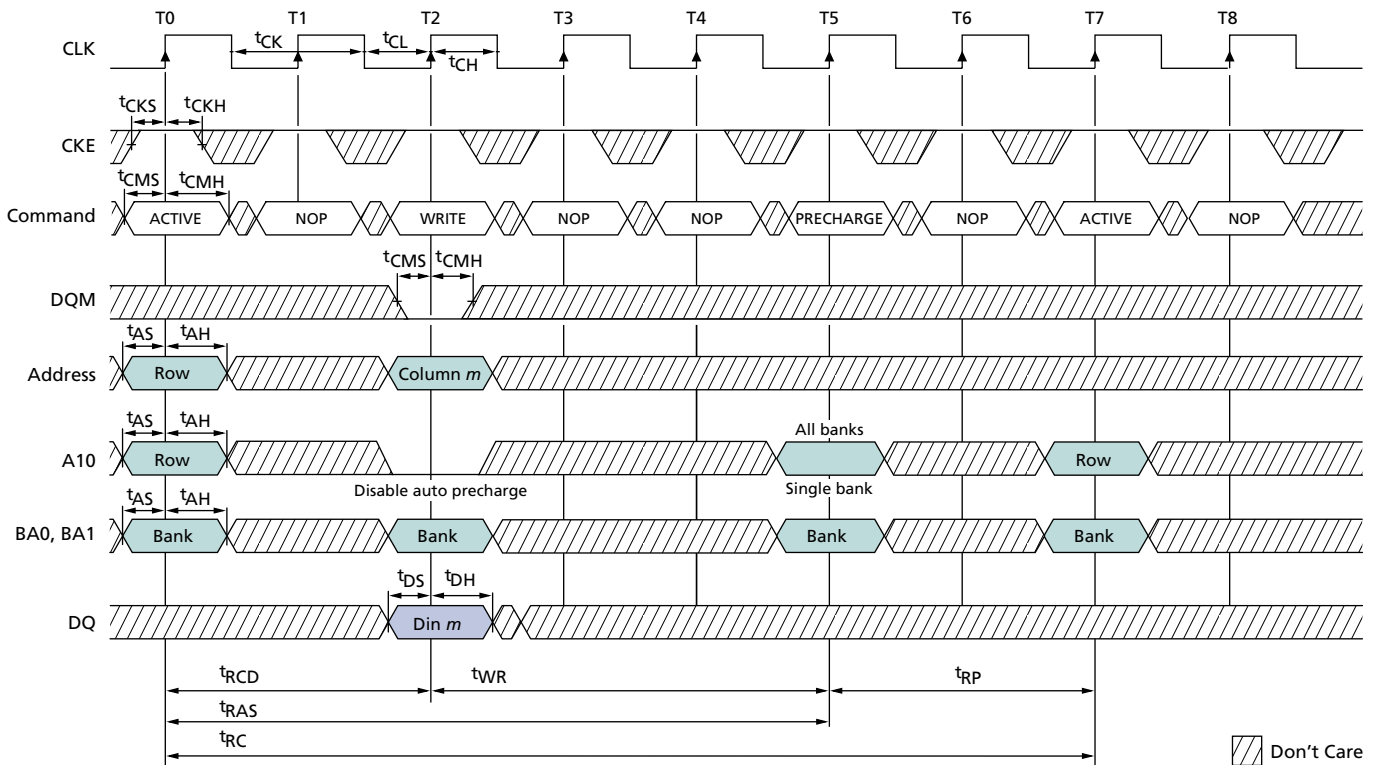 T0 T1 T2 T3 T4 T5 T6 T7 T8
CLK
tCK tCL
tCH
tCKS tCKH
CKE
tCMS tCMH
Command ACTIVE NOP WRITE NOP NOP PRECHARGE NOP ACTIVE NOP
tCMS tCMH
DQM
tAS tAH
Address Row Column m
tAS tAH
All banks
A10 Row Row
Disable auto precharge Single bank
tAS tAH
BA0, BA1 Bank Bank Bank Bank
tDS tDH
DQ Din m
tRCD tWR tRP
tRAS
tRC
Don't Care